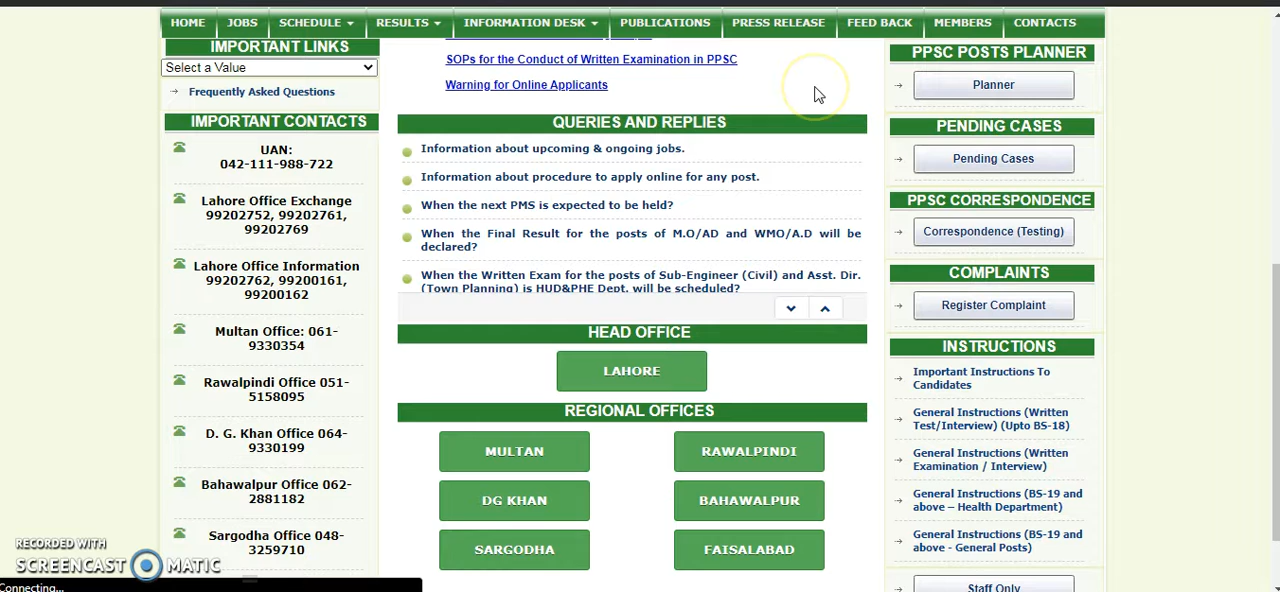 HOME JOBS SCHEDULE RESULTS INFORMATION DESK PUBLICATIONS PRESS RELEASE FEED BACK MEMBERS CONTACTS
IMPORTANT LINKS
Select a Value
Frequently Asked Questions
IMPORTANT CONTACTS
UAN:
042-111-988-722
Lahore Office Exchange
99202752, 99202761,
99202769
Lahore Office Information
99202762, 99200161,
99200162
Multan Office: 061-
9330354
Rawalpindi Office 051-
5158095
D. G. Khan Office 064-
9330199
Bahawalpur Office 062-
2881182
Sargodha Office 048-
3259710
SOPs for the Conduct of Written Examination in PPSC
Warning for Online Applicants
QUERIES AND REPLIES
Information about upcoming & ongoing jobs.
Information about procedure to apply online for any post.
When the next PMS is expected to be held?
When the Final Result for the posts of M.O/AD and WMO/A.D will be
declared?
When the Written Exam for the posts of Sub-Engineer (Civil) and Asst. Dir.
(Town Planning) is HUD&PHE Dept. will be scheduled?
HEAD OFFICE
LAHORE
REGIONAL OFFICES
MULTAN RAWALPINDI
DG KHAN BAHAWALPUR
SARGODHA FAISALABAD
PPSC POSTS PLANNER
Planner
PENDING CASES
Pending Cases
PPSC CORRESPONDENCE
Correspondence (Testing)
COMPLAINTS
Register Complaint
INSTRUCTIONS
Important Instructions To
Candidates
General Instructions (Written
Test/Interview) (Upto BS-18)
General Instructions (Written
Examination / Interview)
General Instructions (BS-19 and
above – Health Department)
General Instructions (BS-19 and
above - General Posts)
Staff Only
RECORDED WITH
SCREENCAST MATIC
Connecting...